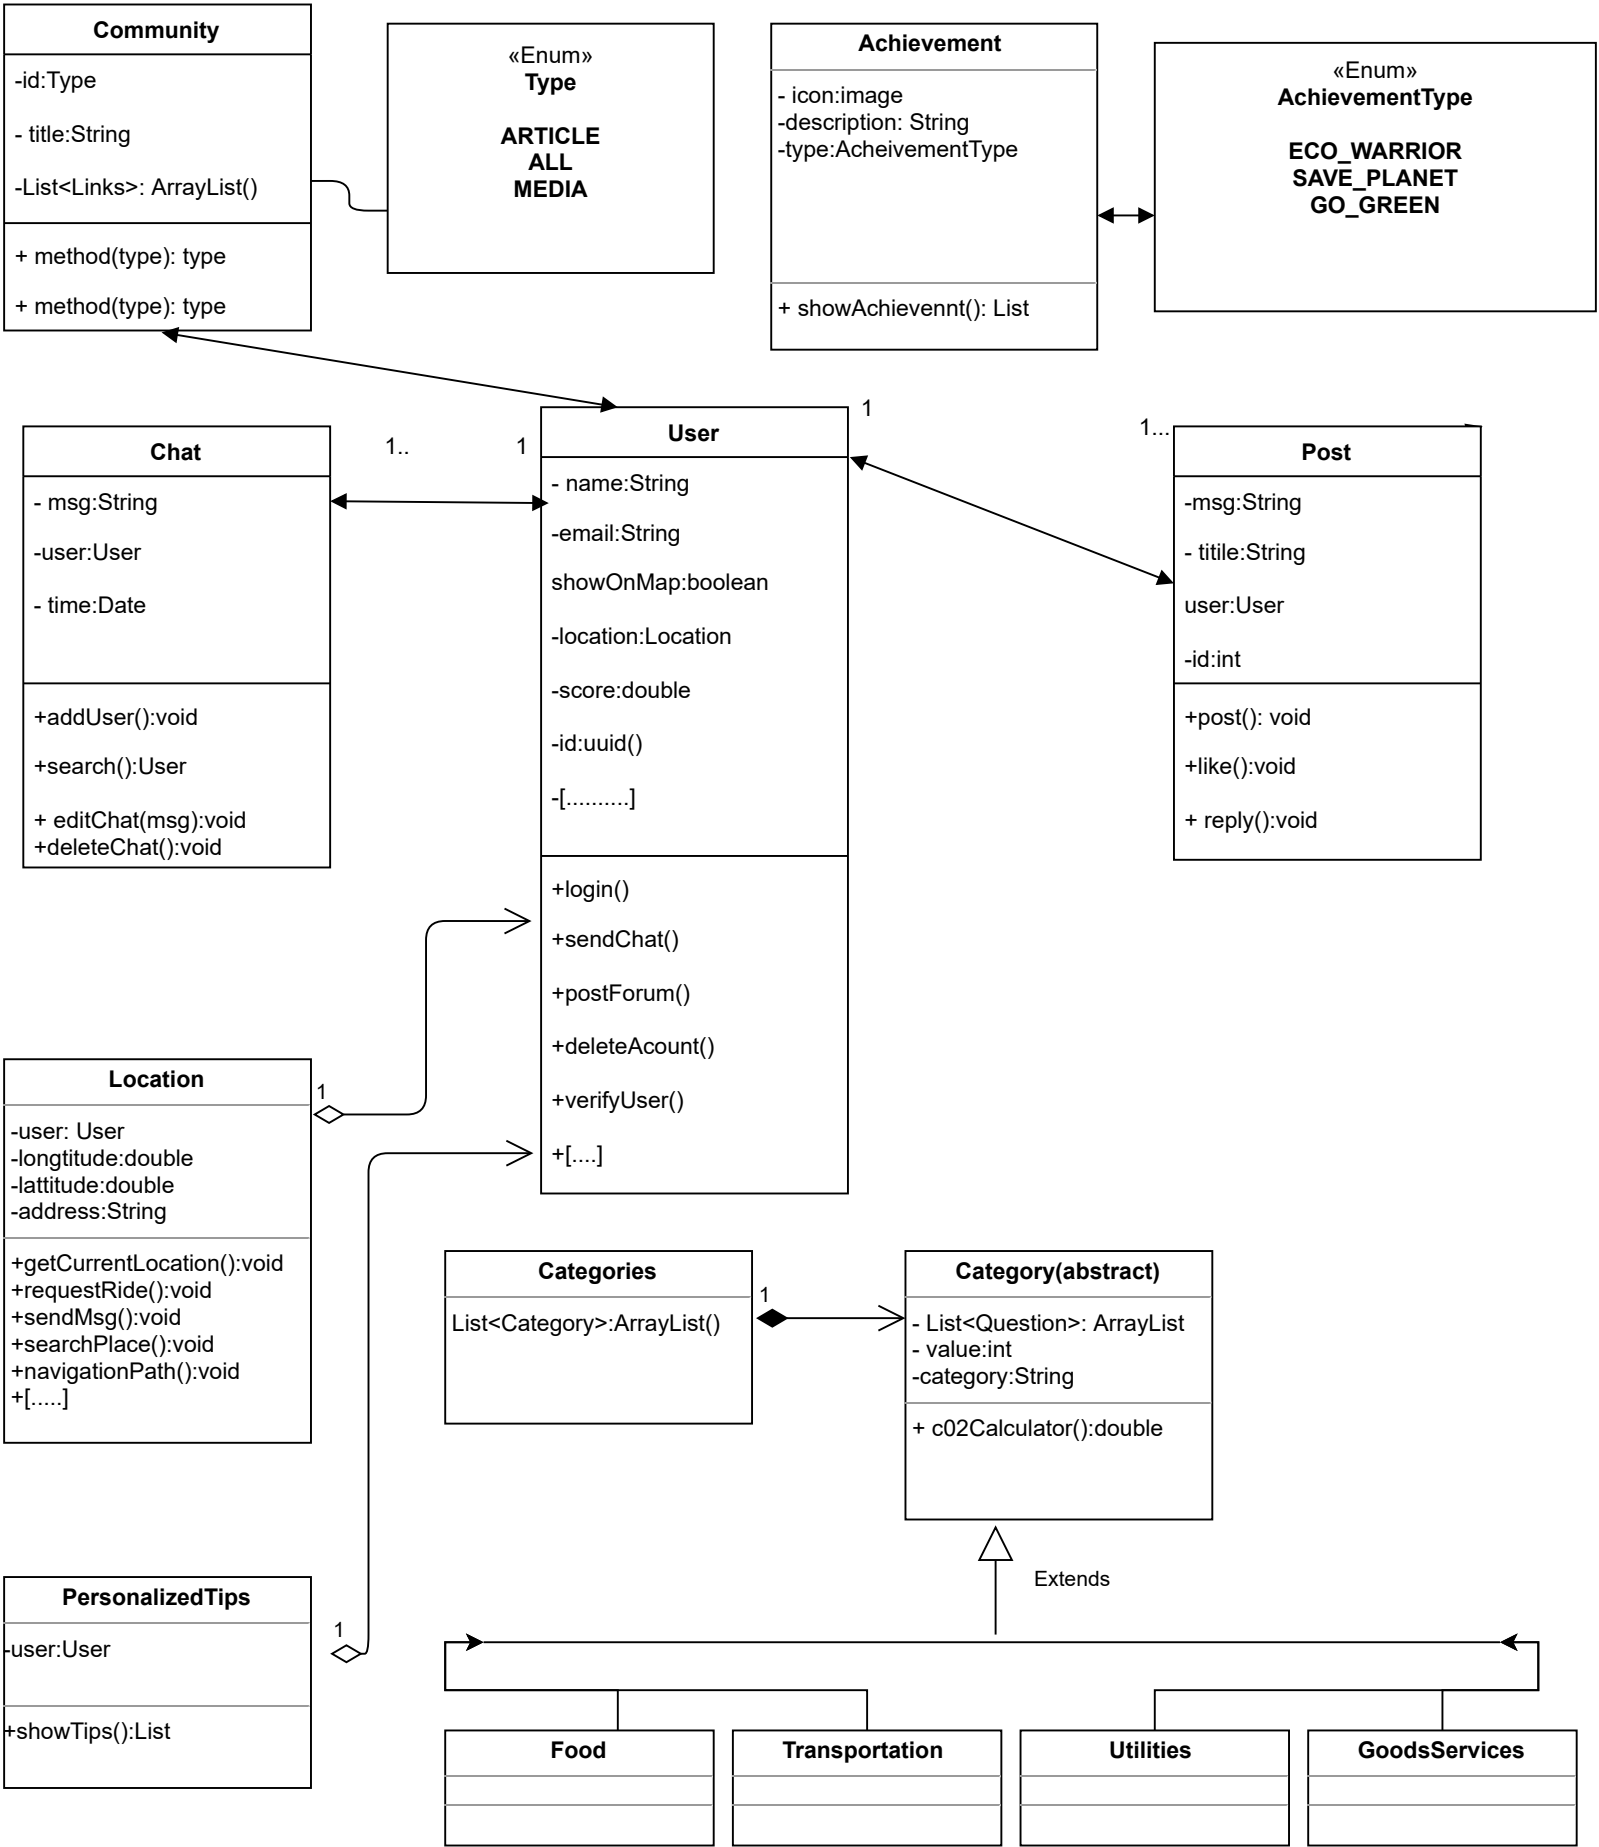 Community
-id:Type
- title:String
-List<Links>: ArrayList()
+ method(type): type
+ method(type): type
«Enum»
Type
ARTICLE
ALL
MEDIA
Achievement
- icon:image
-description: String
-type:AcheivementType
+ showAchievennt(): List
«Enum»
AchievementType
ECO_WARRIOR
SAVE_PLANET
GO_GREEN
Chat
- msg:String
-user:User
- time:Date
+addUser():void
+search():User
+ editChat(msg):void
+deleteChat():void
1..
1
User
- name:String
-email:String
showOnMap:boolean
-location:Location
-score:double
-id:uuid()
-[..........]
+login()
+sendChat()
+postForum()
+deleteAcount()
+verifyUser()
+[....]
1
1...
Post
-msg:String
- titile:String
user:User
-id:int
+post(): void
+like():void
+ reply():void
Location
-user: User
-longtitude:double
-lattitude:double
-address:String
+getCurrentLocation():void
+requestRide():void
+sendMsg():void
+searchPlace():void
+navigationPath():void
+[.....]
1
Categories
List<Category>:ArrayList()
1
Category(abstract)
- List<Question>: ArrayList
- value:int
-category:String
+ c02Calculator():double
Extends
PersonalizedTips
-user:User
+showTips():List
1
Food
Transportation
Utilities
GoodsServices